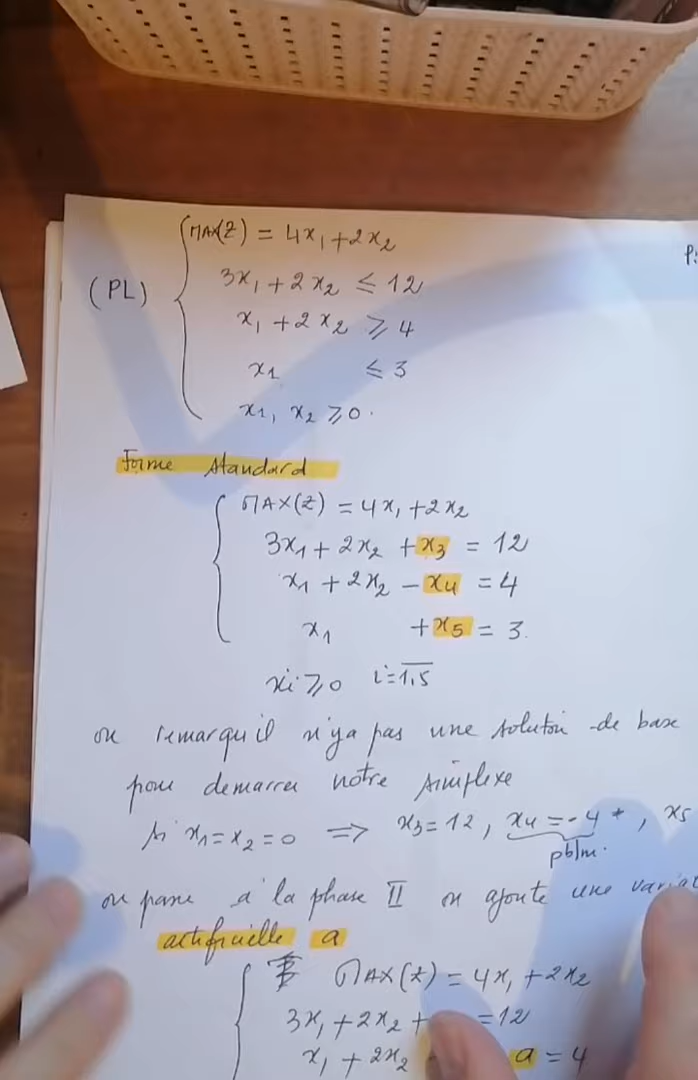 MAX(Z) = 4x₁ + 2x₂
3x₁ + 2x₂ ≤ 12
(PL)
x₁ + 2x₂ ≥ 4
x₁ ≤ 3
x₁, x₂ ≥ 0.
Forme standard
MAX(Z) = 4x₁ + 2x₂
3x₁ + 2x₂ + x₃ = 12
x₁ + 2x₂ - x₄ = 4
x₁ + x₅ = 3.
xi ≥ 0 i = 1,5
on remarqu il n'ya pas une solution de base
pour demarrer notre simplexe
si x₁ = x₂ = 0 ⇒ x₃ = 12, x₄ = -4 *, x₅
pblm.
on passe a la phase II on ajoute une variat
artificielle a
MAX(Z) = 4x₁ + 2x₂
3x₁ + 2x₂ + = 12
x₁ + 2x₂ a = 4